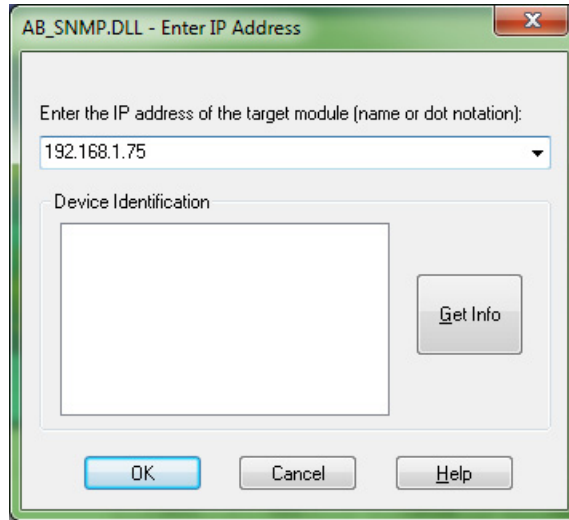 AB_SNMP.DLL - Enter IP Address
Enter the IP address of the target module (name or dot notation):
192.168.1.75
Device Identification
Get Info
OK
Cancel
Help